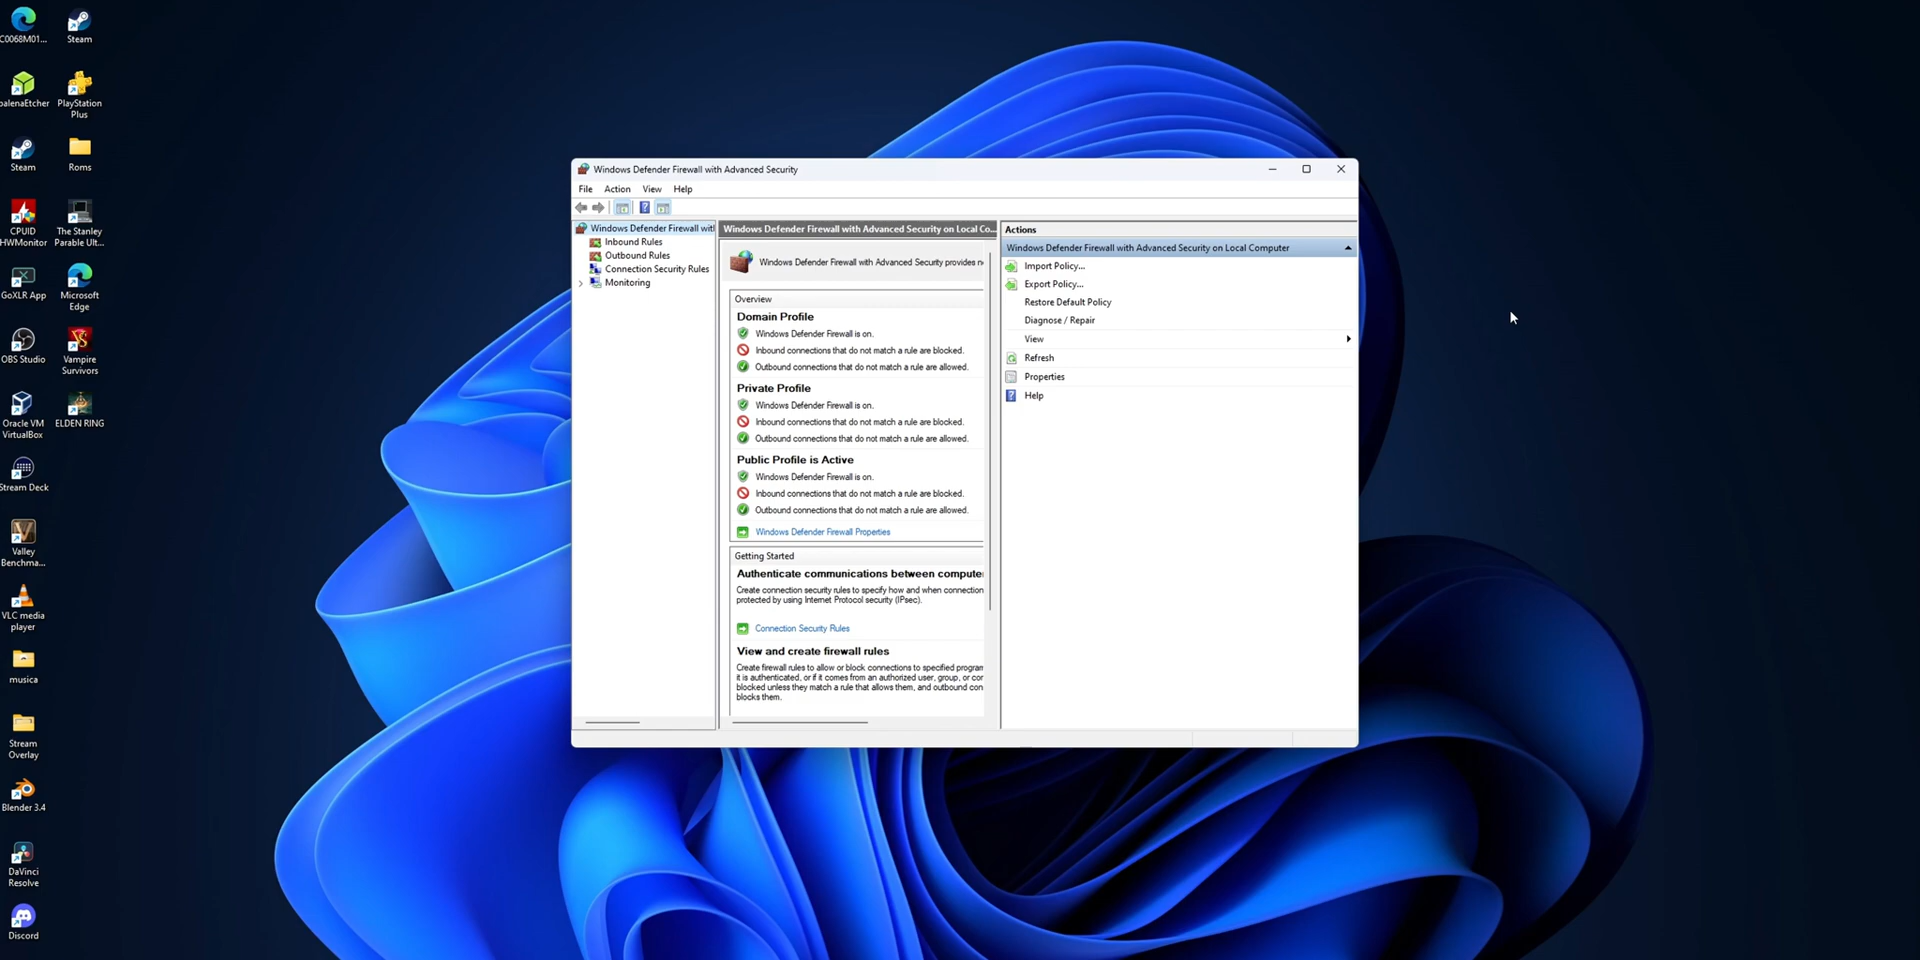 C0068M01...
Steam
balenaEtcher
PlayStation
Plus
Steam
Roms
CPUID
HWMonitor
The Stanley
Parable Ult...
GoXLR App
Microsoft
Edge
OBS Studio
Vampire
Survivors
Oracle VM
VirtualBox
ELDEN RING
Stream Deck
Valley
Benchma...
VLC media
player
musica
Stream
Overlay
Blender 3.4
DaVinci
Resolve
Discord
Windows Defender Firewall with Advanced Security
File Action View Help
Windows Defender Firewall wit
Inbound Rules
Outbound Rules
Connection Security Rules
Monitoring
Windows Defender Firewall with Advanced Security on Local Co...
Windows Defender Firewall with Advanced Security provides n
Overview
Domain Profile
Windows Defender Firewall is on.
Inbound connections that do not match a rule are blocked.
Outbound connections that do not match a rule are allowed.
Private Profile
Windows Defender Firewall is on.
Inbound connections that do not match a rule are blocked.
Outbound connections that do not match a rule are allowed.
Public Profile is Active
Windows Defender Firewall is on.
Inbound connections that do not match a rule are blocked.
Outbound connections that do not match a rule are allowed.
Windows Defender Firewall Properties
Getting Started
Authenticate communications between compute
Create connection security rules to specify how and when connection
protected by using Internet Protocol security (IPsec).
Connection Security Rules
View and create firewall rules
Create firewall rules to allow or block connections to specified progran
it is authenticated, or if it comes from an authorized user, group, or co
blocked unless they match a rule that allows them, and outbound con
blocks them.
Actions
Windows Defender Firewall with Advanced Security on Local Computer
Import Policy...
Export Policy...
Restore Default Policy
Diagnose / Repair
View
Refresh
Properties
Help